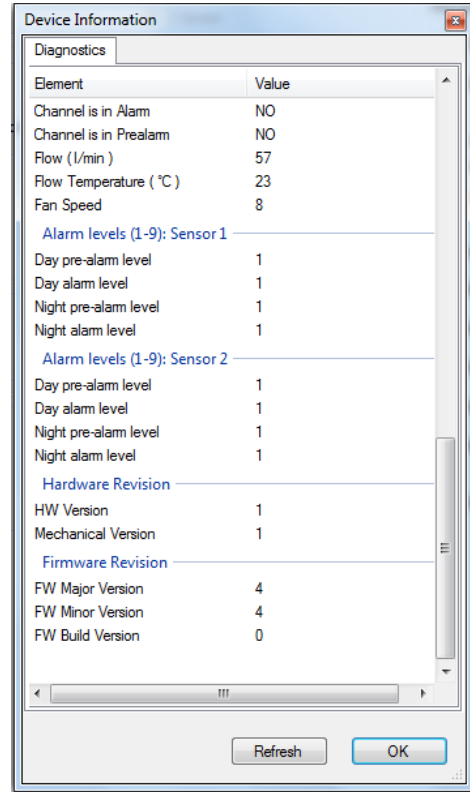 Device Information
Diagnostics
Element Value
Channel is in Alarm NO
Channel is in Prealarm NO
Flow ( l/min ) 57
Flow Temperature ( °C ) 23
Fan Speed 8
Alarm levels (1-9): Sensor 1
Day pre-alarm level 1
Day alarm level 1
Night pre-alarm level 1
Night alarm level 1
Alarm levels (1-9): Sensor 2
Day pre-alarm level 1
Day alarm level 1
Night pre-alarm level 1
Night alarm level 1
Hardware Revision
HW Version 1
Mechanical Version 1
Firmware Revision
FW Major Version 4
FW Minor Version 4
FW Build Version 0
Refresh OK